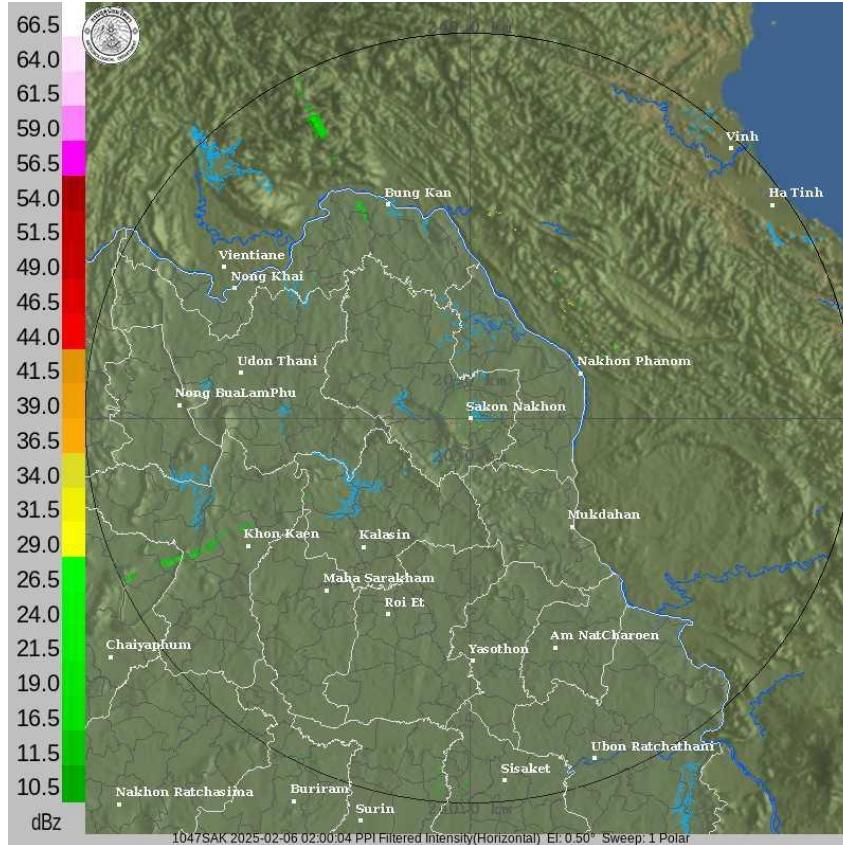 66.5
64.0
61.5
59.0
56.5
54.0
51.5
49.0
46.5
44.0
41.5
39.0
36.5
34.0
31.5
29.0
26.5
24.0
21.5
19.0
16.5
11.5
10.5
dBz
Vinh
Ha Tinh
Bung Kan
Vientiane
Nong Khai
Udon Thani
Nakhon Phanom
Nong BuaLamPhu
Sakon Nakhon
Mukdahan
Khon Kaen
Kalasin
Maha Sarakham
Roi Et
Am NatCharoen
Chaiyaphum
Yasothon
Ubon Ratchathani
Sisaket
Nakhon Ratchasima
Buriram
Surin
1047SAK 2025-02-06 02:00:04 PPI Filtered Intensity(Horizontal) El: 0.50° Sweep: 1 Polar